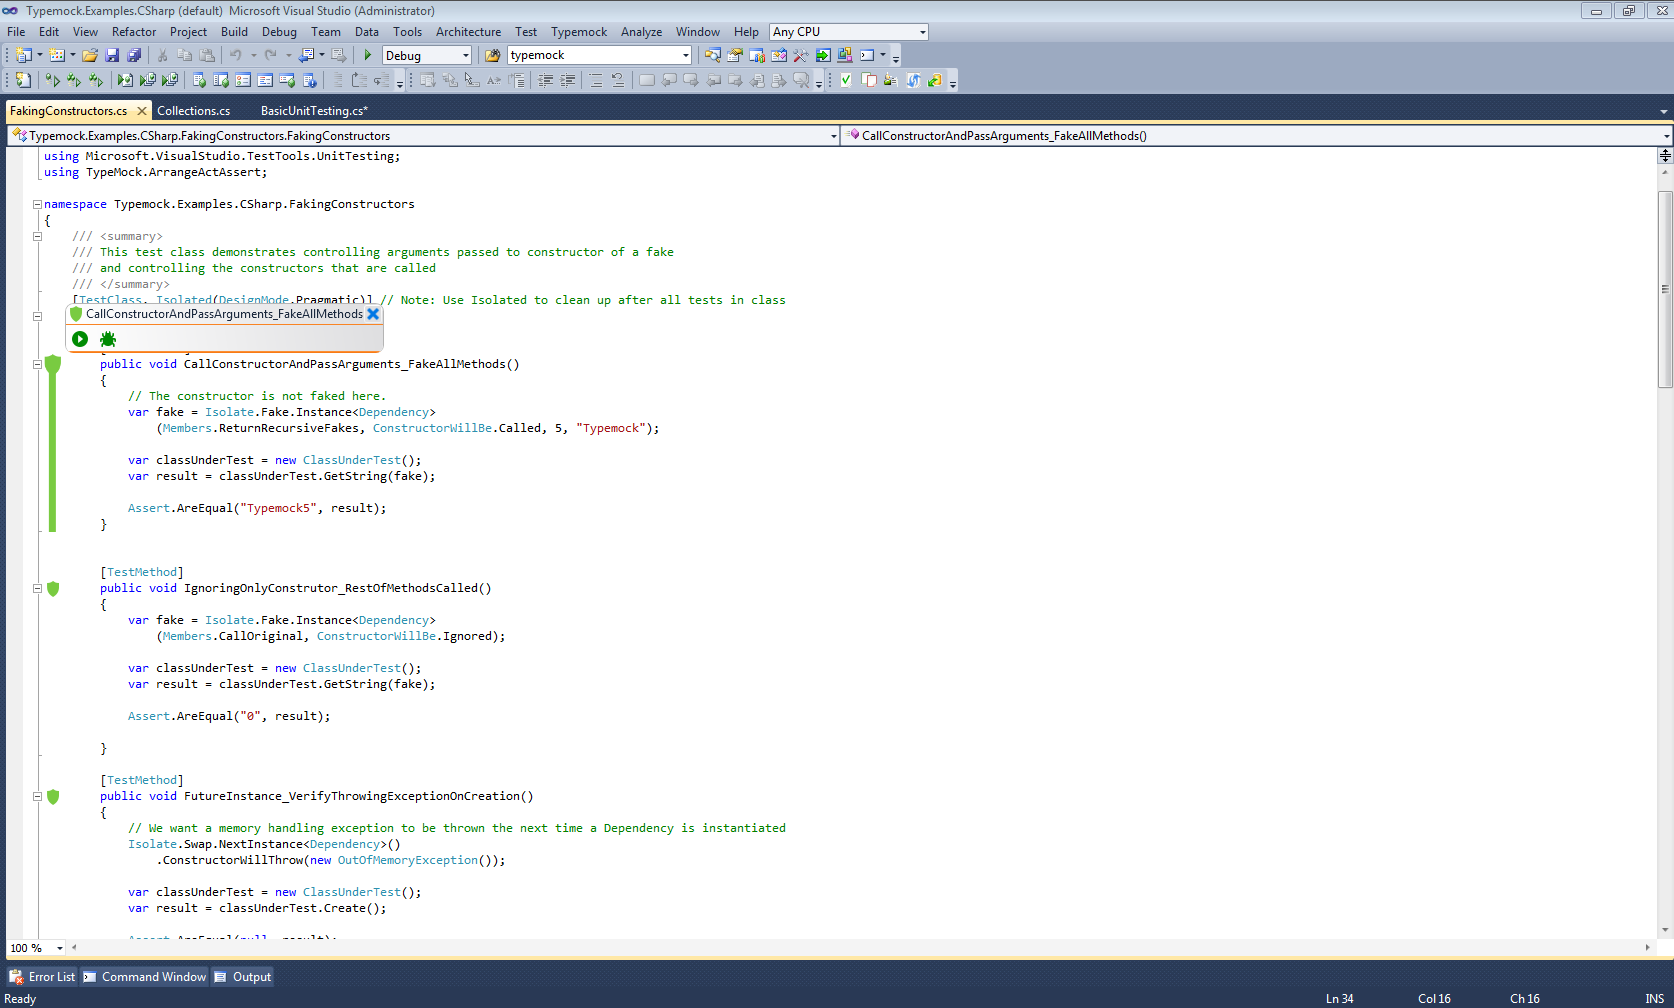 Typemock.Examples.CSharp (default)  Microsoft Visual Studio (Administrator)
File Edit View Refactor Project Build Debug Team Data Tools Architecture Test Typemock Analyze Window Help Any CPU
Debug typemock
FakingConstructors.cs Collections.cs BasicUnitTesting.cs*
Typemock.Examples.CSharp.FakingConstructors.FakingConstructors CallConstructorAndPassArguments_FakeAllMethods()
using Microsoft.VisualStudio.TestTools.UnitTesting;
using TypeMock.ArrangeActAssert;
namespace Typemock.Examples.CSharp.FakingConstructors
{
/// <summary>
/// This test class demonstrates controlling arguments passed to constructor of a fake
/// and controlling the constructors that are called
/// </summary>
[TestClass, Isolated(DesignMode.Pragmatic)] // Note: Use Isolated to clean up after all tests in class
CallConstructorAndPassArguments_FakeAllMethods
public void CallConstructorAndPassArguments_FakeAllMethods()
{
// The constructor is not faked here.
var fake = Isolate.Fake.Instance<Dependency>
(Members.ReturnRecursiveFakes, ConstructorWillBe.Called, 5, "Typemock");
var classUnderTest = new ClassUnderTest();
var result = classUnderTest.GetString(fake);
Assert.AreEqual("Typemock5", result);
}
[TestMethod]
public void IgnoringOnlyConstrutor_RestOfMethodsCalled()
{
var fake = Isolate.Fake.Instance<Dependency>
(Members.CallOriginal, ConstructorWillBe.Ignored);
var classUnderTest = new ClassUnderTest();
var result = classUnderTest.GetString(fake);
Assert.AreEqual("0", result);
}
[TestMethod]
public void FutureInstance_VerifyThrowingExceptionOnCreation()
{
// We want a memory handling exception to be thrown the next time a Dependency is instantiated
Isolate.Swap.NextInstance<Dependency>()
.ConstructorWillThrow(new OutOfMemoryException());
var classUnderTest = new ClassUnderTest();
var result = classUnderTest.Create();
Assert.AreEqual(null, result);
100 %
Error List Command Window Output
Ready Ln 34 Col 16 Ch 16 INS